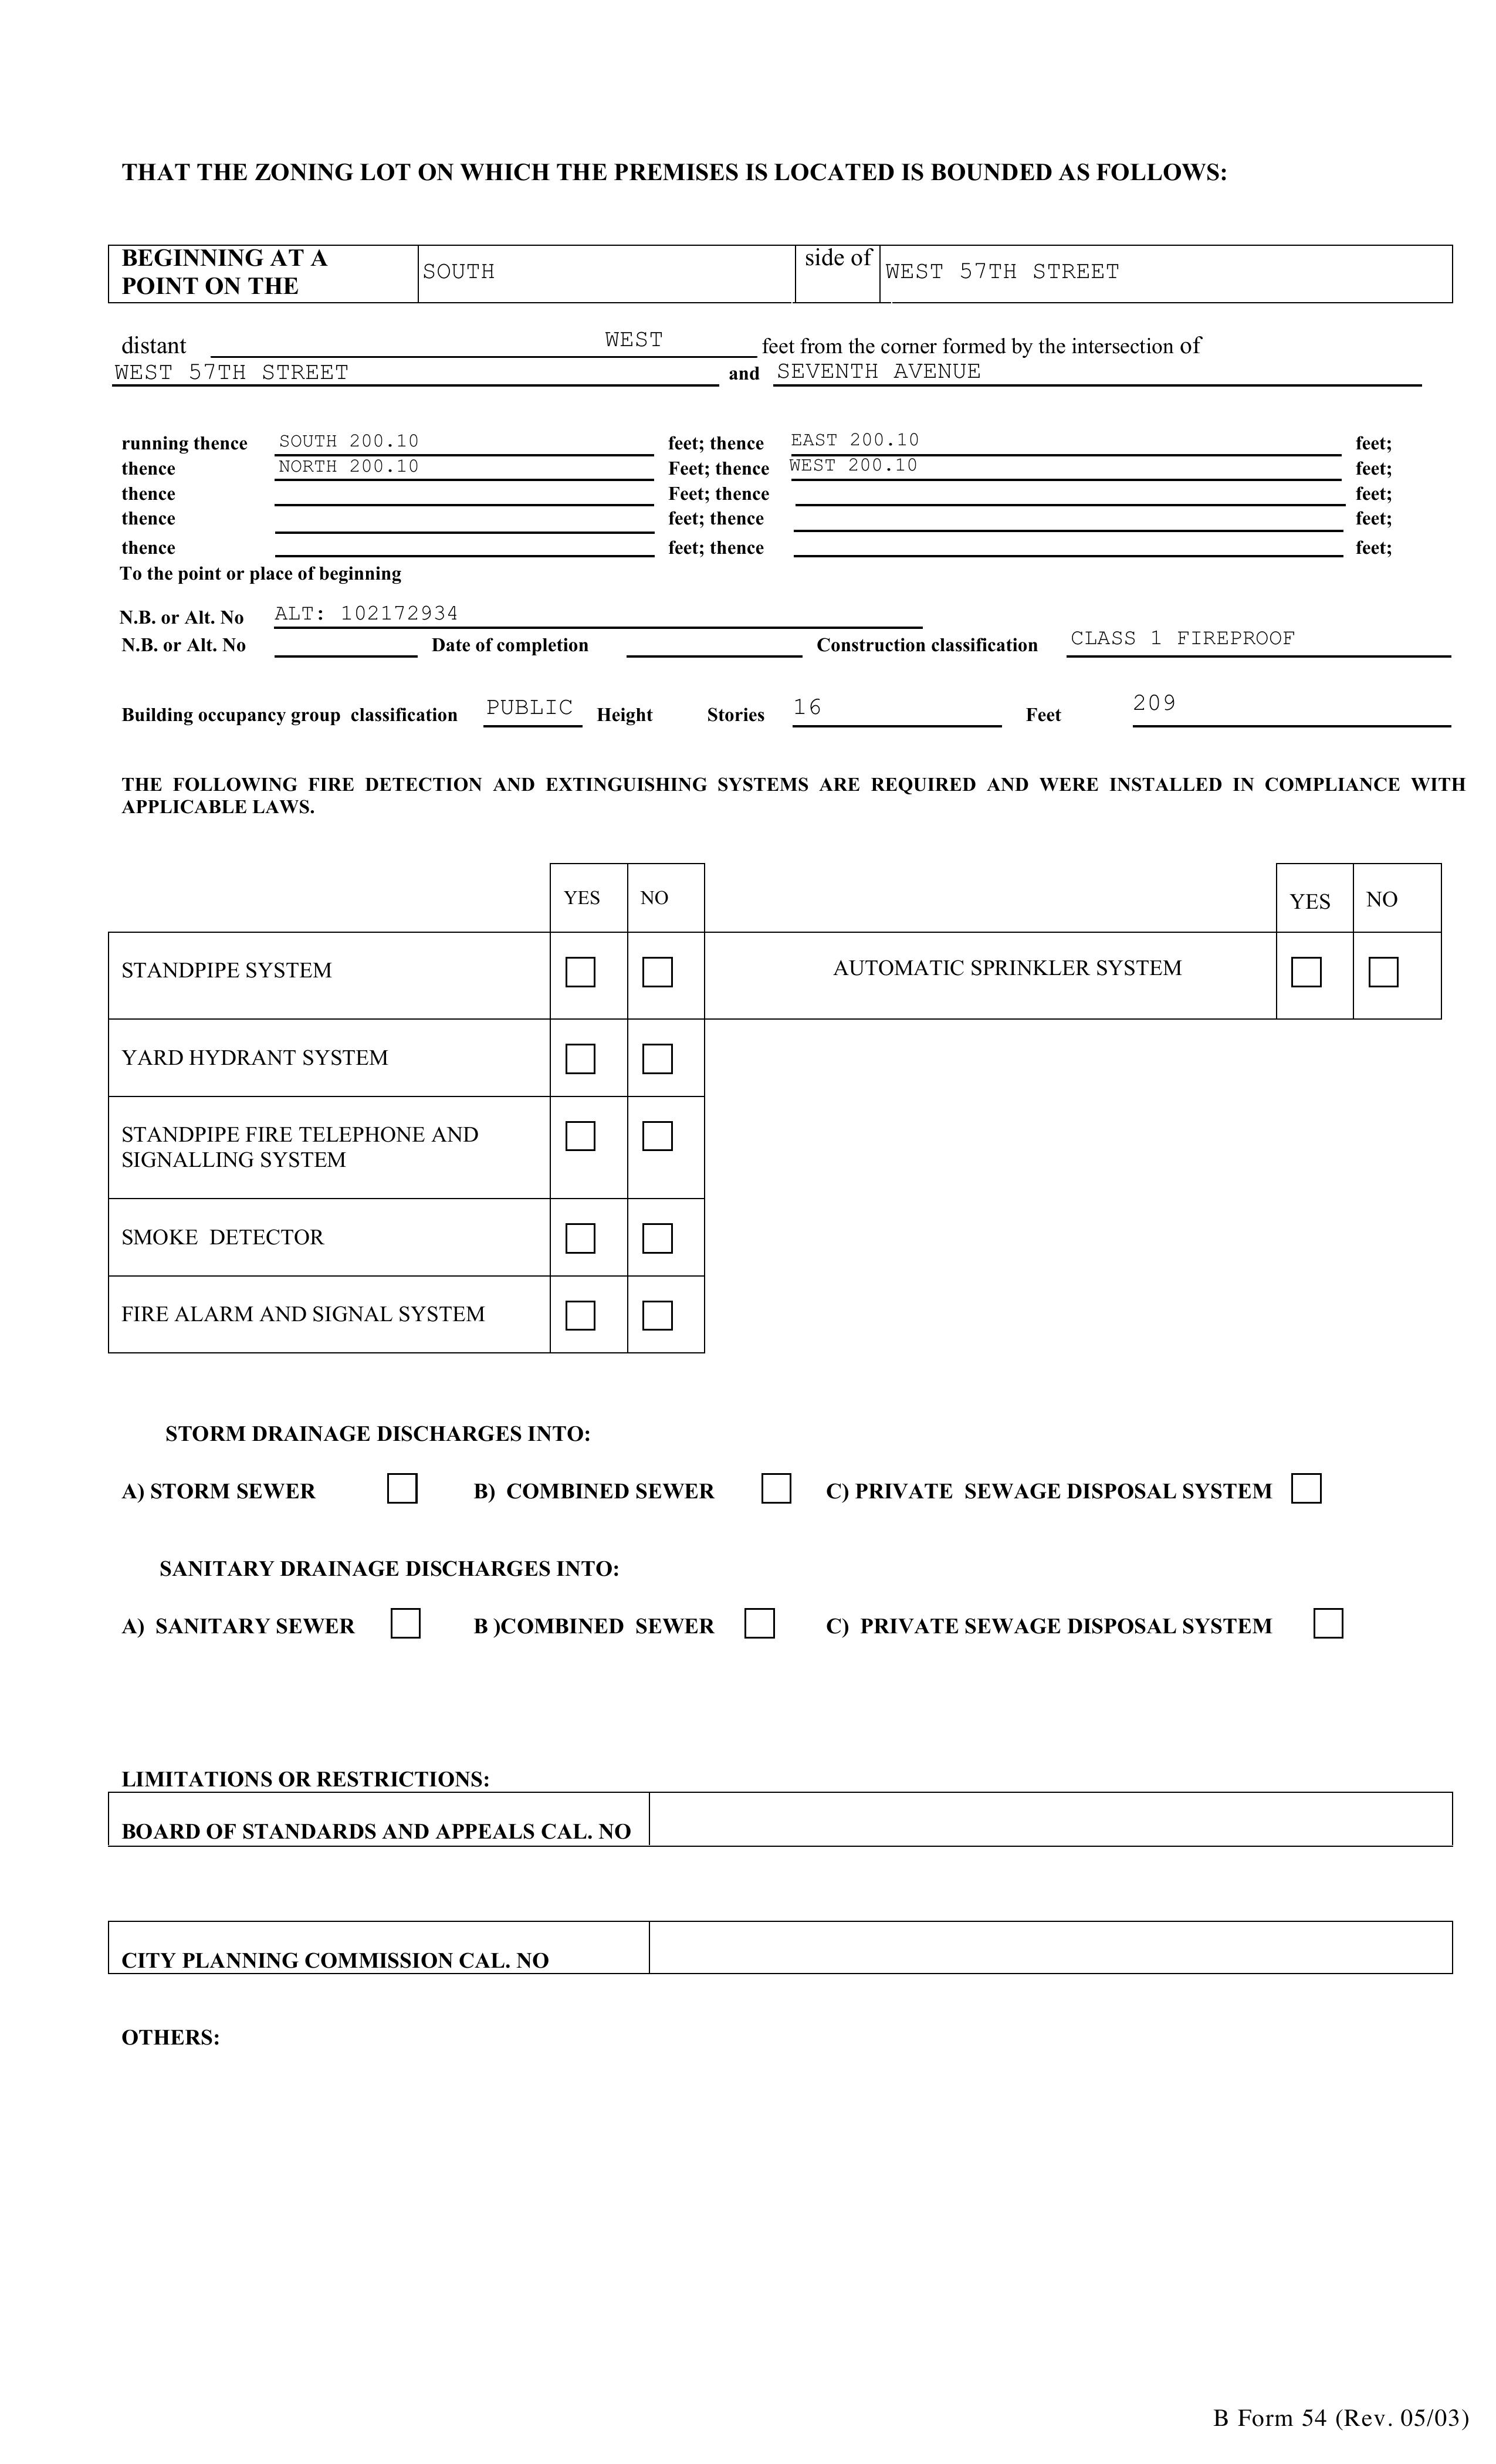 THAT THE ZONING LOT ON WHICH THE PREMISES IS LOCATED IS BOUNDED AS FOLLOWS:
BEGINNING AT A POINT ON THE SOUTH side of WEST 57TH STREET
distant WEST feet from the corner formed by the intersection of
WEST 57TH STREET and SEVENTH AVENUE
running thence SOUTH 200.10 feet; thence EAST 200.10 feet;
thence NORTH 200.10 Feet; thence WEST 200.10 feet;
thence Feet; thence feet;
thence feet; thence feet;
thence feet; thence feet;
To the point or place of beginning
N.B. or Alt. No ALT: 102172934
N.B. or Alt. No Date of completion Construction classification CLASS 1 FIREPROOF
Building occupancy group classification PUBLIC Height Stories 16 Feet 209
THE FOLLOWING FIRE DETECTION AND EXTINGUISHING SYSTEMS ARE REQUIRED AND WERE INSTALLED IN COMPLIANCE WITH
APPLICABLE LAWS.
YES NO YES NO
STANDPIPE SYSTEM AUTOMATIC SPRINKLER SYSTEM
YARD HYDRANT SYSTEM
STANDPIPE FIRE TELEPHONE AND
SIGNALLING SYSTEM
SMOKE DETECTOR
FIRE ALARM AND SIGNAL SYSTEM
STORM DRAINAGE DISCHARGES INTO:
A) STORM SEWER B) COMBINED SEWER C) PRIVATE SEWAGE DISPOSAL SYSTEM
SANITARY DRAINAGE DISCHARGES INTO:
A) SANITARY SEWER B )COMBINED SEWER C) PRIVATE SEWAGE DISPOSAL SYSTEM
LIMITATIONS OR RESTRICTIONS:
BOARD OF STANDARDS AND APPEALS CAL. NO
CITY PLANNING COMMISSION CAL. NO
OTHERS:
B Form 54 (Rev. 05/03)